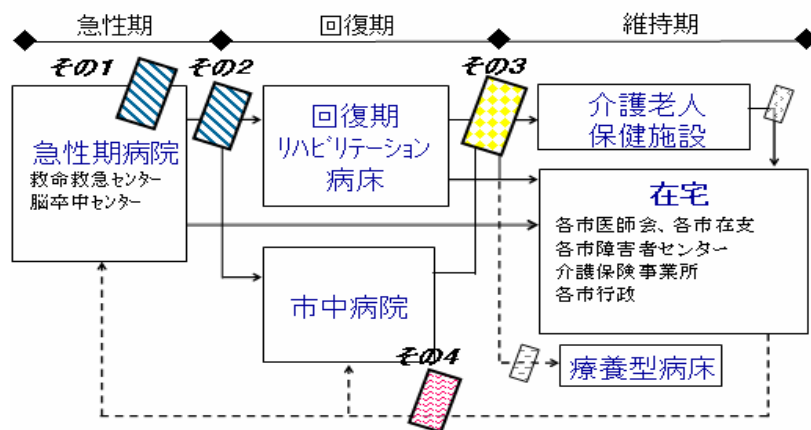 急性期
回復期
維持期
その1
その2
その3
急性期病院
救命救急センター
脳卒中センター
回復期
リハビリテーション
病床
介護老人
保健施設
在宅
各市医師会、各市在支
各市障害者センター
介護保険事業所
各市行政
市中病院
その4
療養型病床